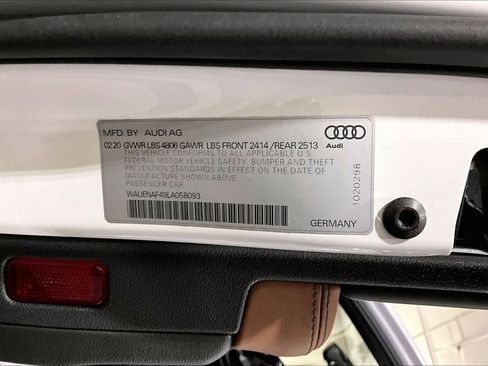 MFD. BY AUDI AG
02.20 GVWR LBS 4806 GAWR LBS FRONT 2414 / REAR 2513
THIS VEHICLE CONFORMS TO ALL APPLICABLE U.S.
FEDERAL MOTOR VEHICLE SAFETY, BUMPER AND THEFT
PREVENTION STANDARDS IN EFFECT ON THE DATE OF
MANUFACTURE SHOWN ABOVE.
PASSENGER CAR
WAUENAF49LA058093
GERMANY
Audi
1020298